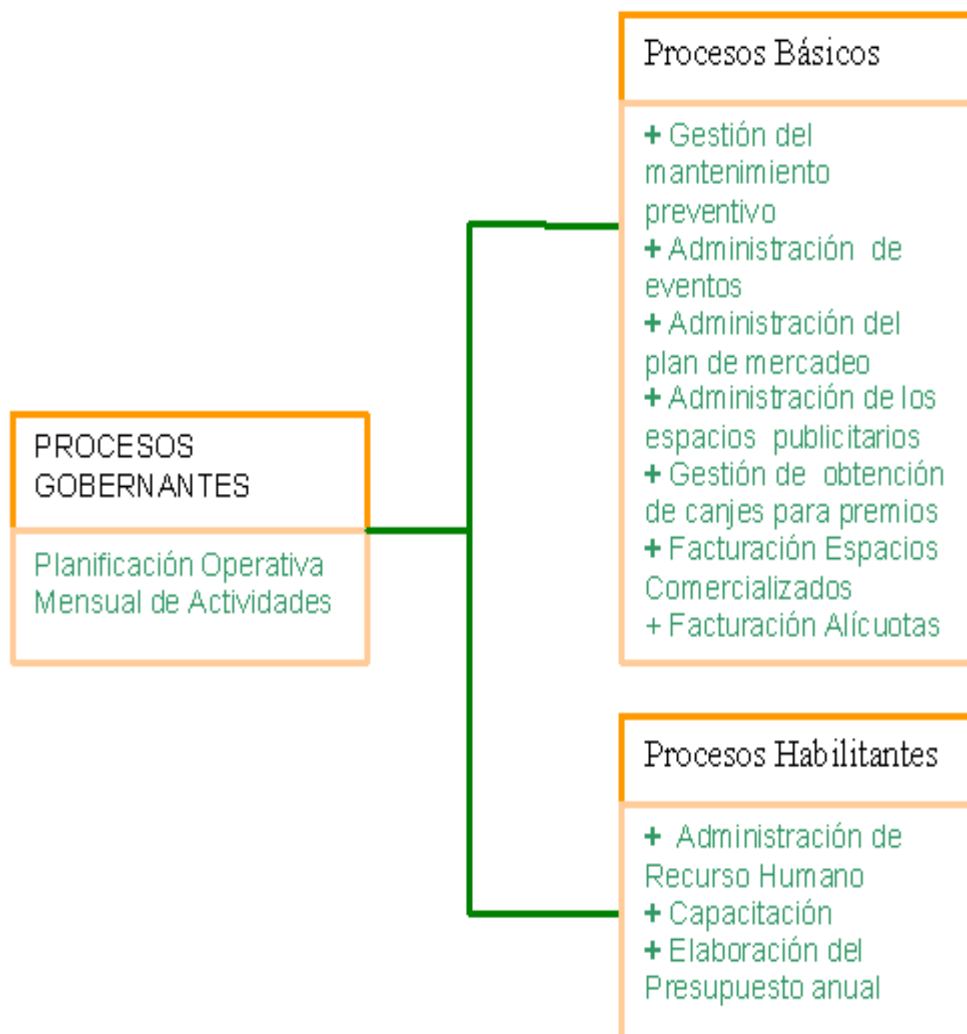 PROCESOS
GOBERNANTES
Planificación Operativa
Mensual de Actividades
Procesos Básicos
+ Gestión del
mantenimiento
preventivo
+ Administración de
eventos
+ Administración del
plan de mercadeo
+ Administración de los
espacios publicitarios
+ Gestión de obtención
de canjes para premios
+ Facturación Espacios
Comercializados
+ Facturación Alícuotas
Procesos Habilitantes
+ Administración de
Recurso Humano
+ Capacitación
+ Elaboración del
Presupuesto anual